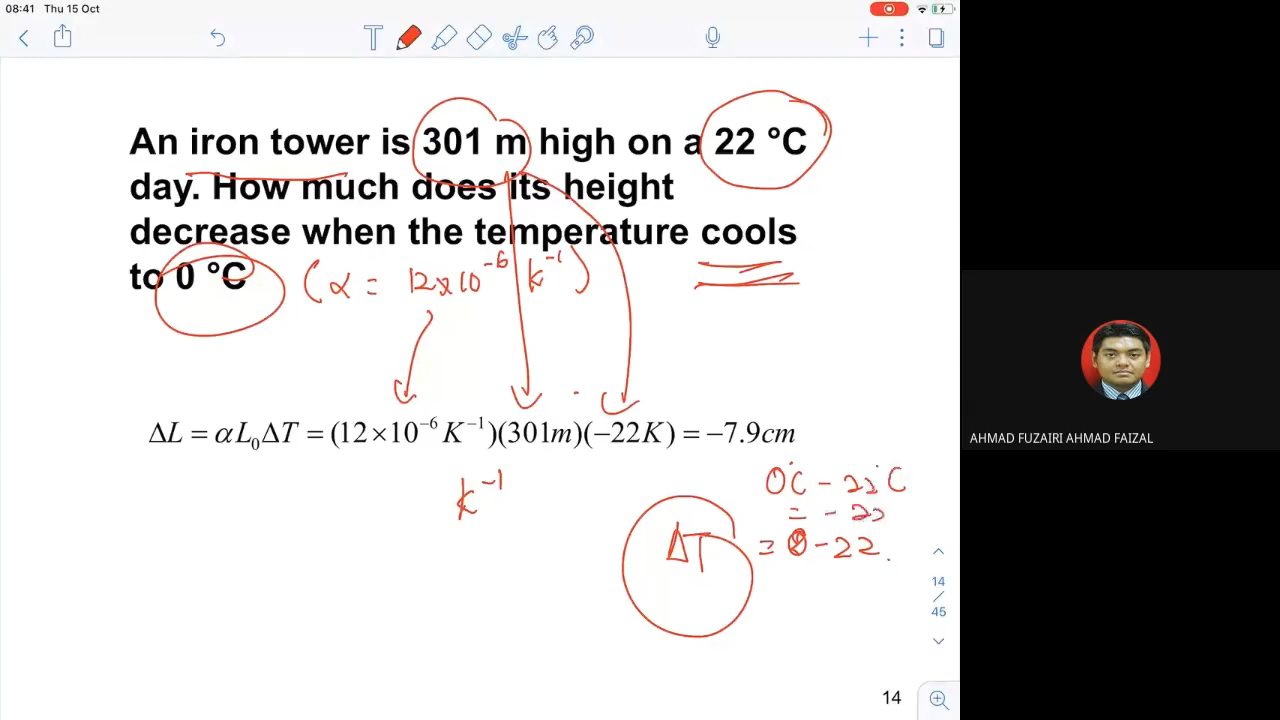 08:41 Thu 15 Oct
An iron tower is 301 m high on a 22 °C
day. How much does its height
decrease when the temperature cools
to 0 °C (α = 12×10⁻⁶ k⁻¹)
ΔL = αL₀ΔT = (12×10⁻⁶ K⁻¹)(301m)(−22K) = −7.9cm
k⁻¹
0°C - 22°C
= - 22
ΔT = - 22.
14
/
45
14
AHMAD FUZAIRI AHMAD FAIZAL